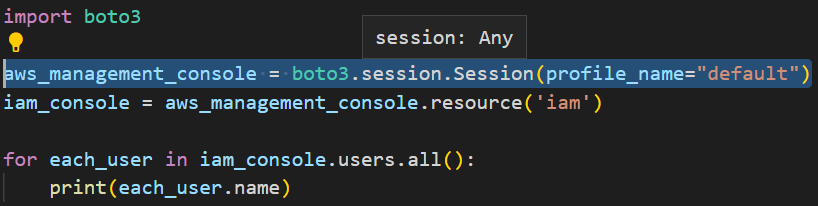 import boto3
session: Any
aws_management_console = boto3.session.Session(profile_name="default")
iam_console = aws_management_console.resource('iam')
for each_user in iam_console.users.all():
    print(each_user.name)